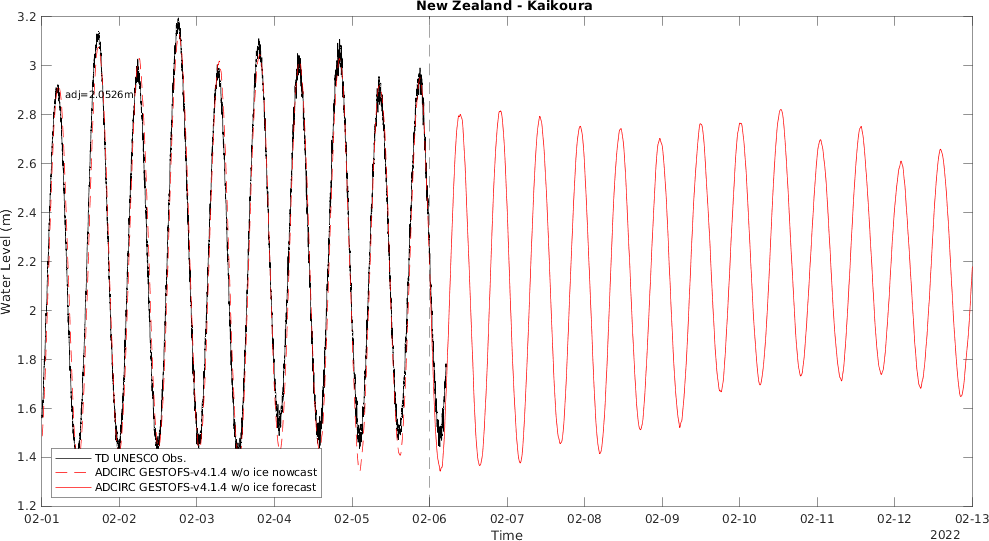 New Zealand - Kaikoura
3.2
3
2.8
2.6
2.4
2.2
2
1.8
1.6
1.4
1.2
Water Level (m)
adj=2.0526m
TD UNESCO Obs.
ADCIRC GESTOFS-v4.1.4 w/o ice nowcast
ADCIRC GESTOFS-v4.1.4 w/o ice forecast
02-01 02-02 02-03 02-04 02-05 02-06 02-07 02-08 02-09 02-10 02-11 02-12 02-13
Time
2022